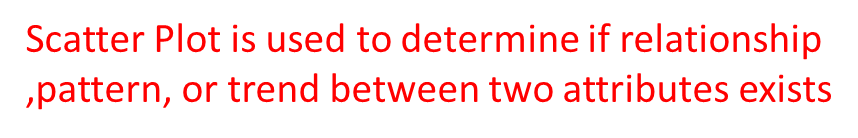 Scatter Plot is used to determine if relationship
,pattern, or trend between two attributes exists